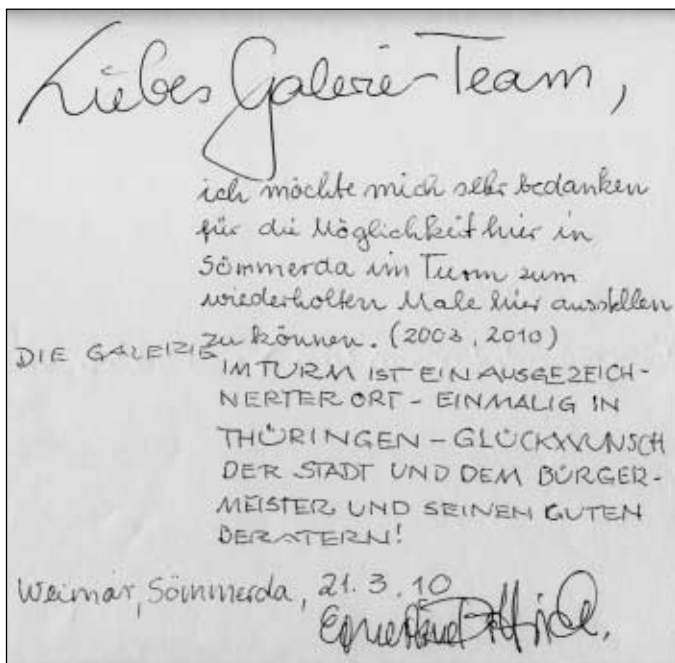 Liebes Galerie-Team,
ich möchte mich sehr bedanken
für die Möglichkeit hier in
Sömmerda im Turm zum
wiederholten Male hier ausstellen
zu können. (2003, 2010)
DIE GALERIE
IM TURM IST EIN AUSGEZEICH-
NERTER ORT - EINMALIG IN
THÜRINGEN - GLÜCKWUNSCH
DER STADT UND DEM BÜRGER-
MEISTER UND SEINEN GUTEN
BERATERN!
Weimar, Sömmerda, 21.3.10